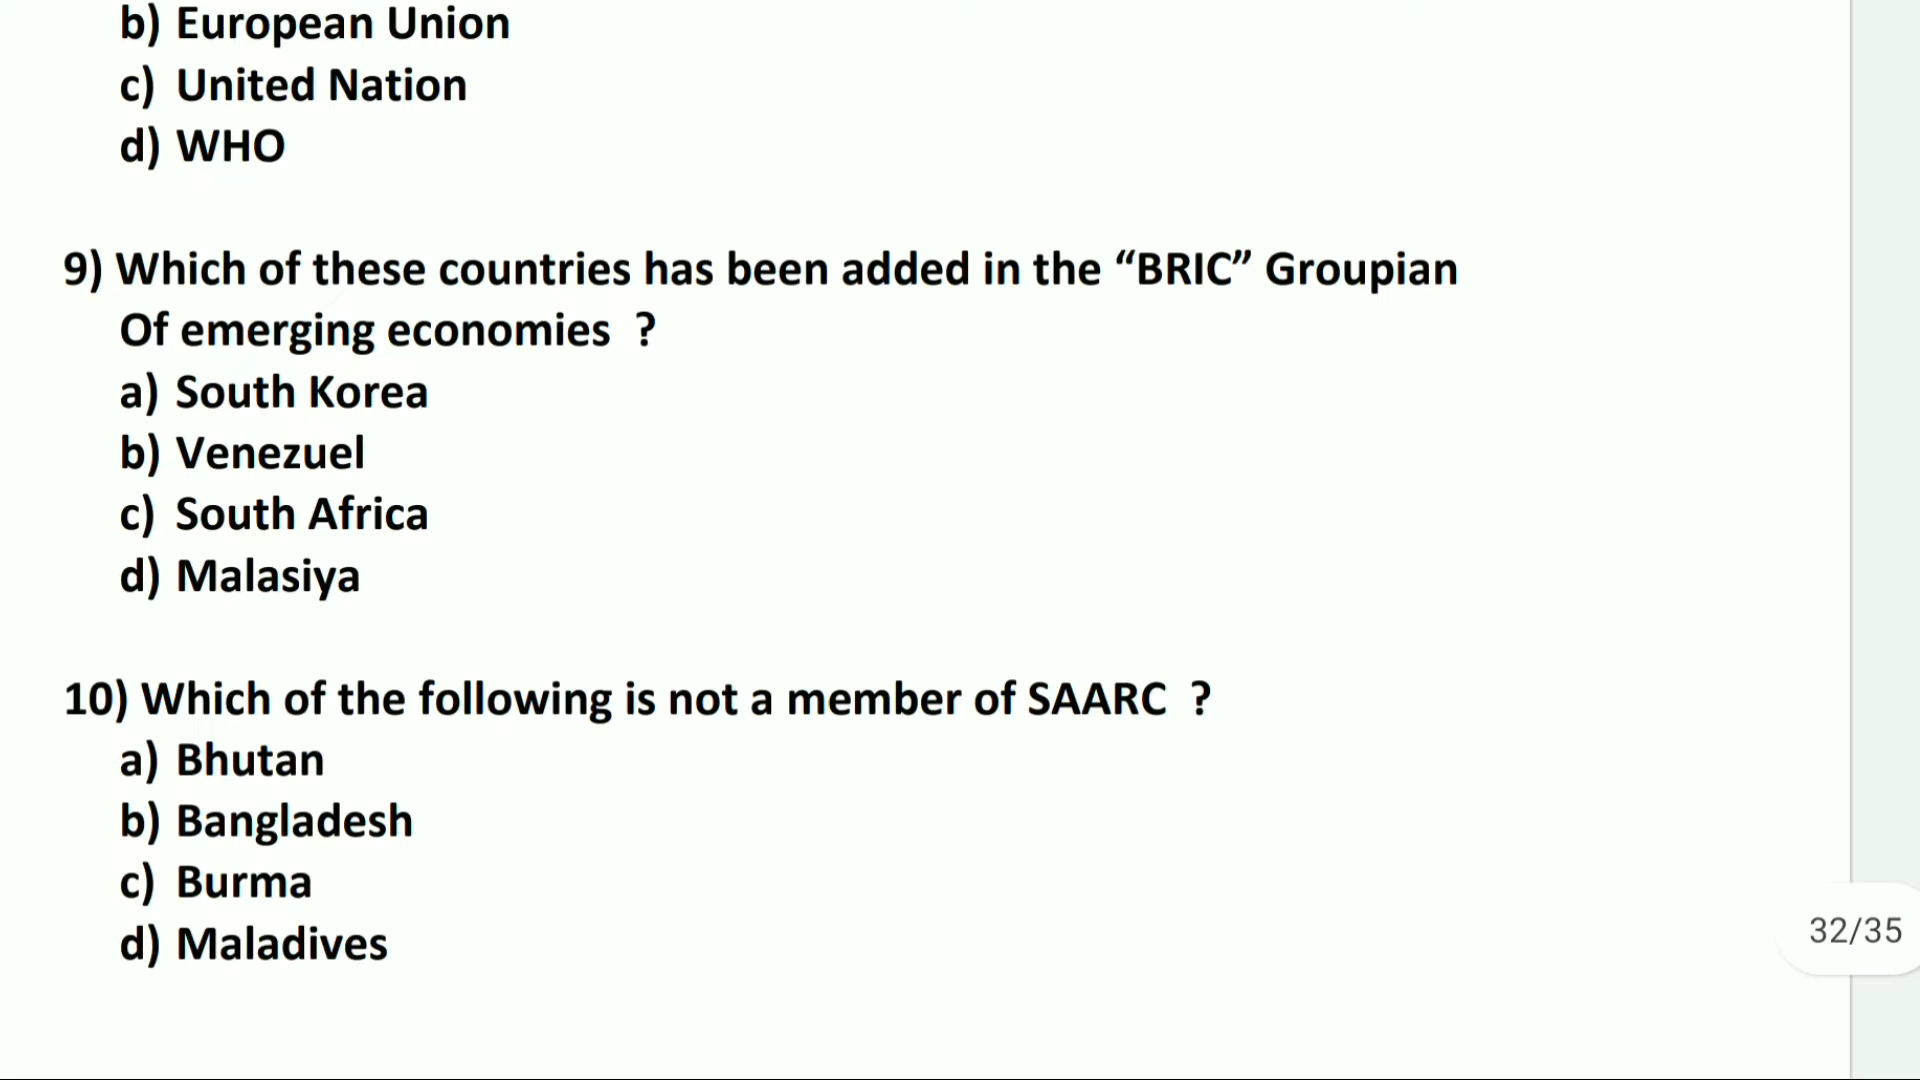 b) European Union
c) United Nation
d) WHO
9) Which of these countries has been added in the “BRIC” Groupian
Of emerging economies ?
a) South Korea
b) Venezuel
c) South Africa
d) Malasiya
10) Which of the following is not a member of SAARC ?
a) Bhutan
b) Bangladesh
c) Burma
d) Maladives
32/35